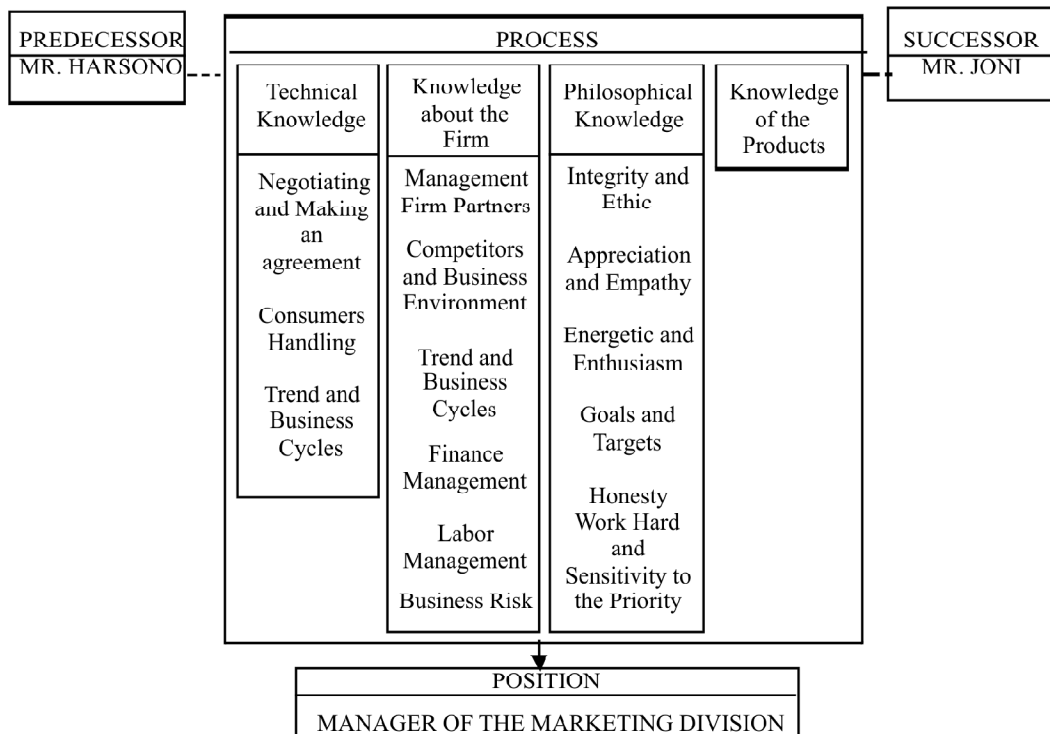 PREDECESSOR
MR. HARSONO
PROCESS
SUCCESSOR
MR. JONI
Technical
Knowledge
Negotiating
and Making
an
agreement
Consumers
Handling
Trend and
Business
Cycles
Knowledge
about the
Firm
Management
Firm Partners
Competitors
and Business
Environment
Trend and
Business
Cycles
Finance
Management
Labor
Management
Business Risk
Philosophical
Knowledge
Integrity and
Ethic
Appreciation
and Empathy
Energetic and
Enthusiasm
Goals and
Targets
Honesty
Work Hard
and
Sensitivity to
the Priority
Knowledge
of the
Products
POSITION
MANAGER OF THE MARKETING DIVISION